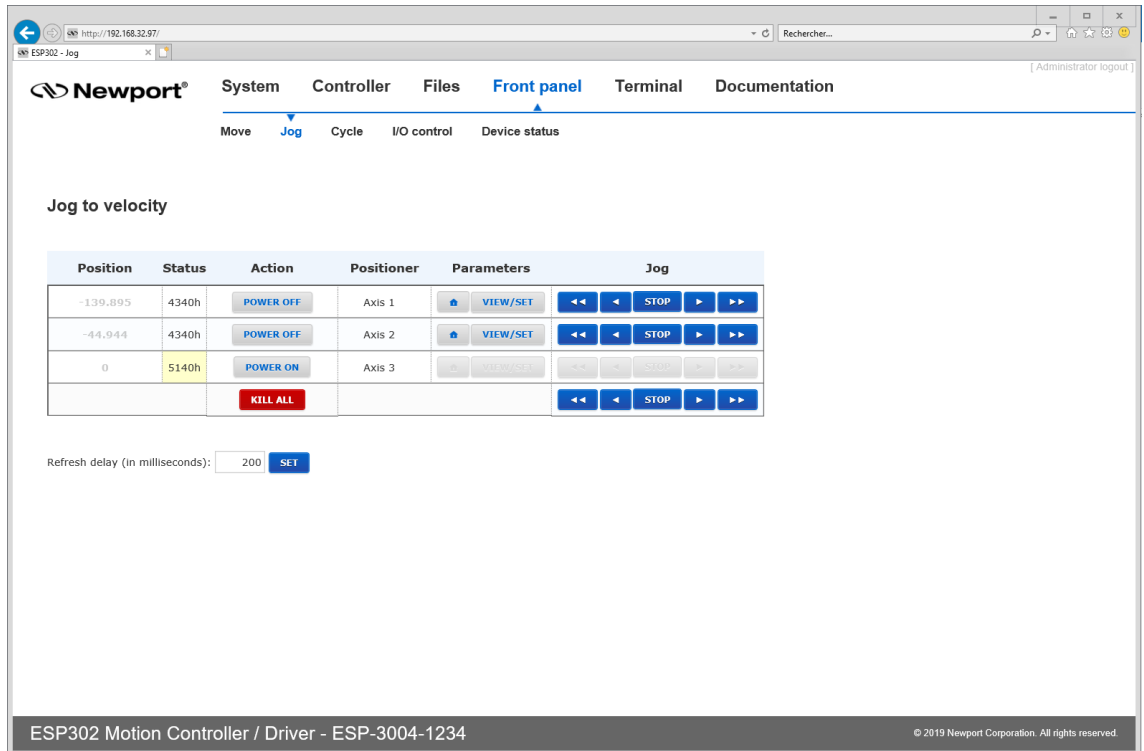 http://192.168.32.97/
Rechercher...
ESP302 - Jog
[ Administrator logout ]
Newport®
System Controller Files Front panel Terminal Documentation
Move Jog Cycle I/O control Device status
Jog to velocity
Position Status Action Positioner Parameters Jog
-139.895 4340h POWER OFF Axis 1 VIEW/SET STOP
-44.944 4340h POWER OFF Axis 2 VIEW/SET STOP
0 5140h POWER ON Axis 3 VIEW/SET STOP
KILL ALL STOP
Refresh delay (in milliseconds): 200 SET
ESP302 Motion Controller / Driver - ESP-3004-1234
© 2019 Newport Corporation. All rights reserved.